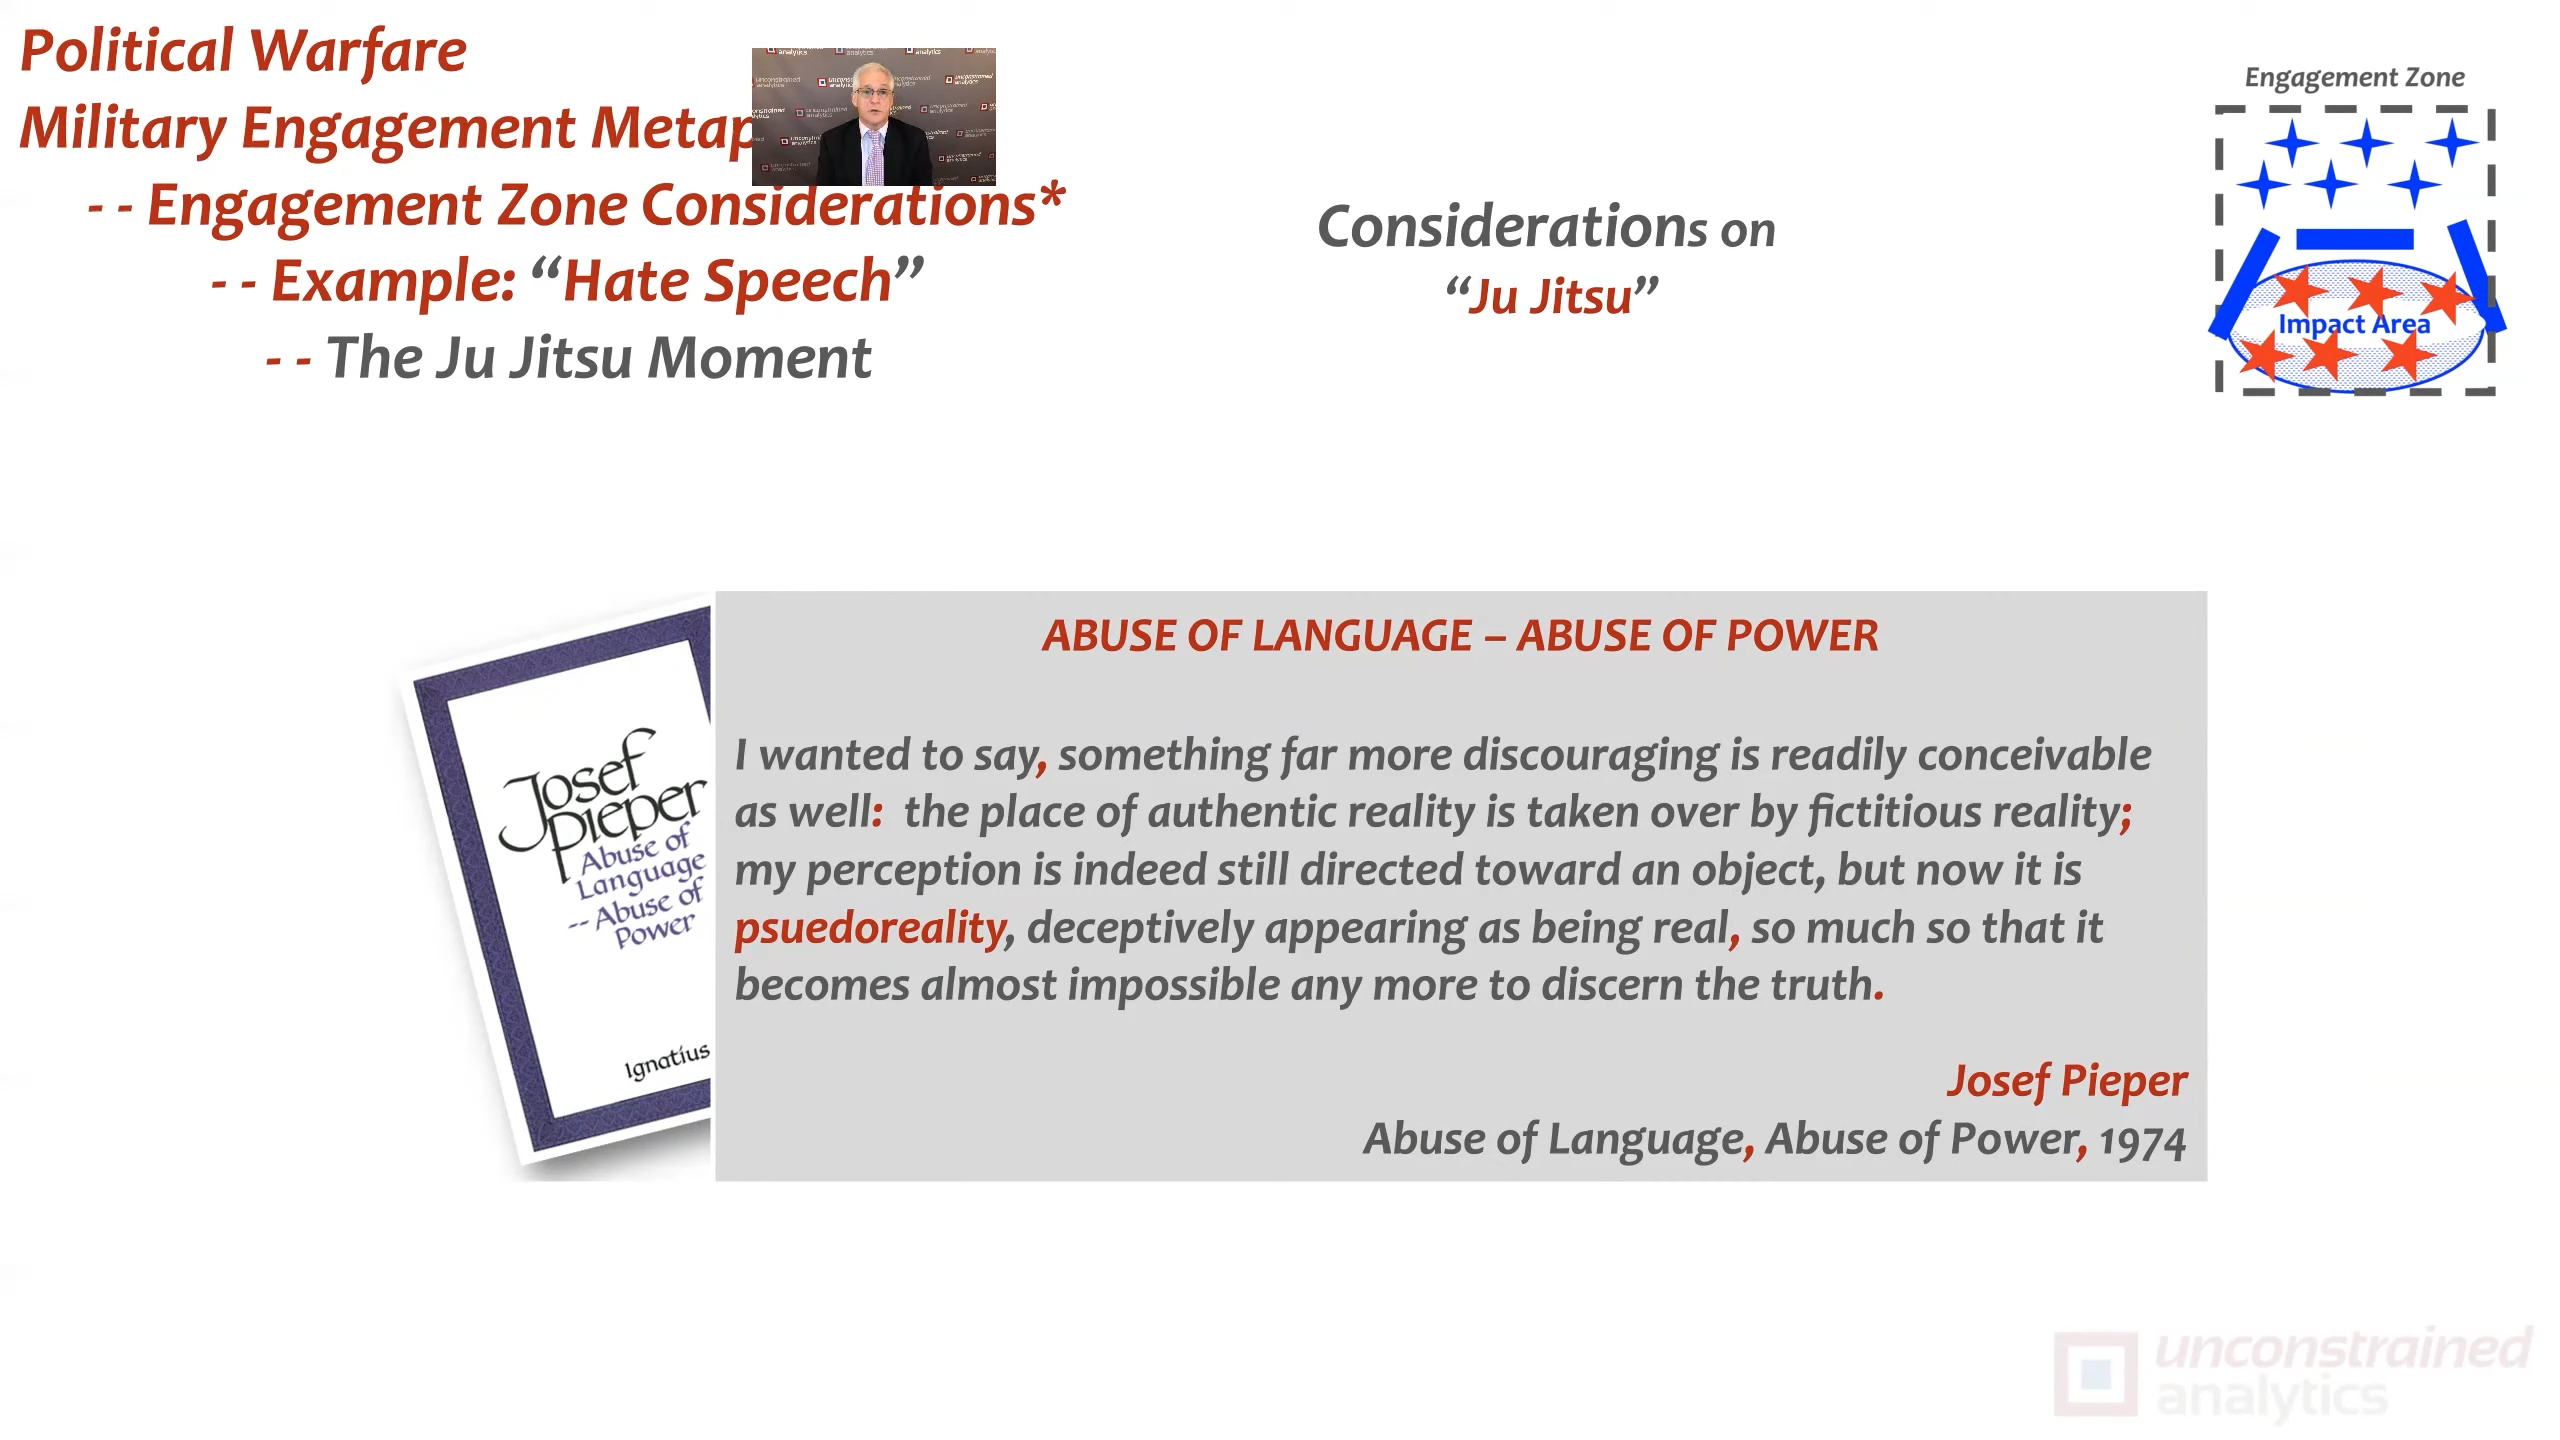 Political Warfare
Military Engagement Metap
- - Engagement Zone Considerations*
- - Example: “Hate Speech”
- - The Ju Jitsu Moment
Considerations on
“Ju Jitsu”
Engagement Zone
Impact Area
Josef
Pieper
Abuse of
Language
-- Abuse of
Power
Ignatius
ABUSE OF LANGUAGE – ABUSE OF POWER
I wanted to say, something far more discouraging is readily conceivable
as well:  the place of authentic reality is taken over by fictitious reality;
my perception is indeed still directed toward an object, but now it is
psuedoreality, deceptively appearing as being real, so much so that it
becomes almost impossible any more to discern the truth.
Josef Pieper
Abuse of Language, Abuse of Power, 1974
unconstrained
analytics